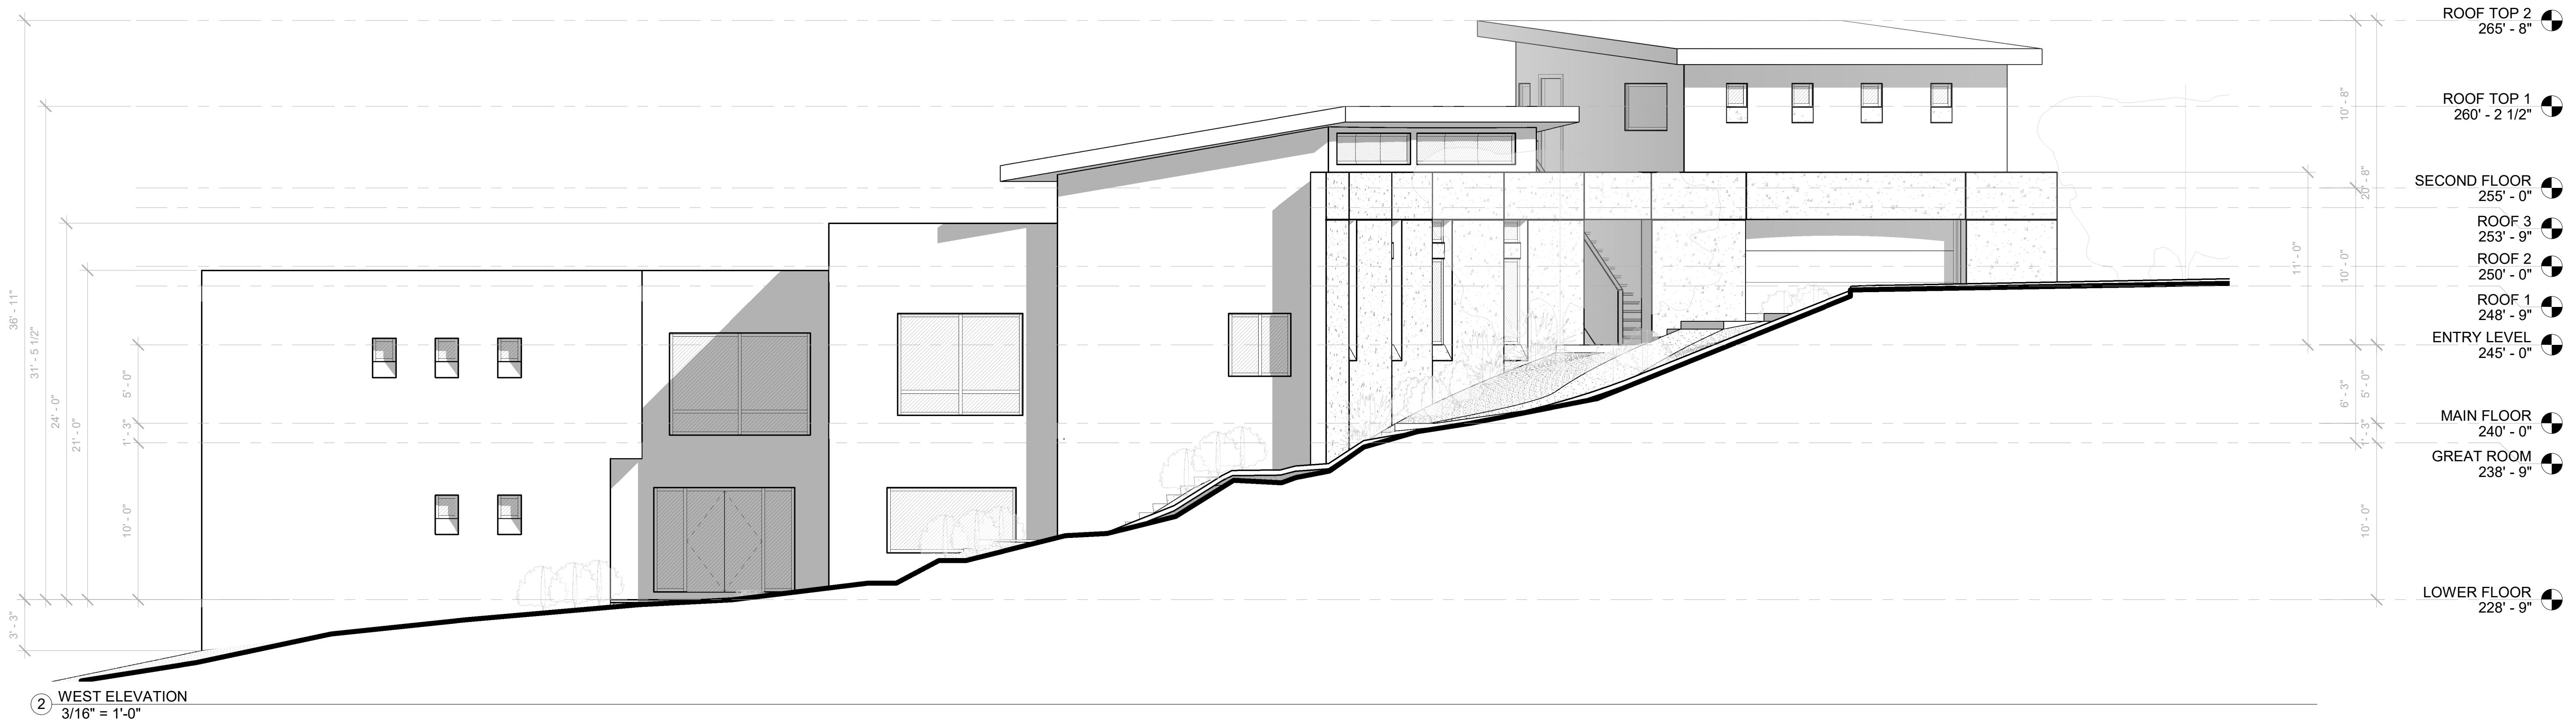 ROOF TOP 2
265' - 8"
ROOF TOP 1
260' - 2 1/2"
SECOND FLOOR
255' - 0"
ROOF 3
253' - 9"
ROOF 2
250' - 0"
ROOF 1
248' - 9"
ENTRY LEVEL
245' - 0"
MAIN FLOOR
240' - 0"
GREAT ROOM
238' - 9"
LOWER FLOOR
228' - 9"
36' - 11"
31' - 5 1/2"
24' - 0"
21' - 0"
5' - 0"
1' - 3"
10' - 0"
3' - 3"
11' - 0"
10' - 8"
10' - 0"
6' - 3"
20' - 8"
5' - 0"
1' - 3"
10' - 0"
2
WEST ELEVATION
3/16" = 1'-0"